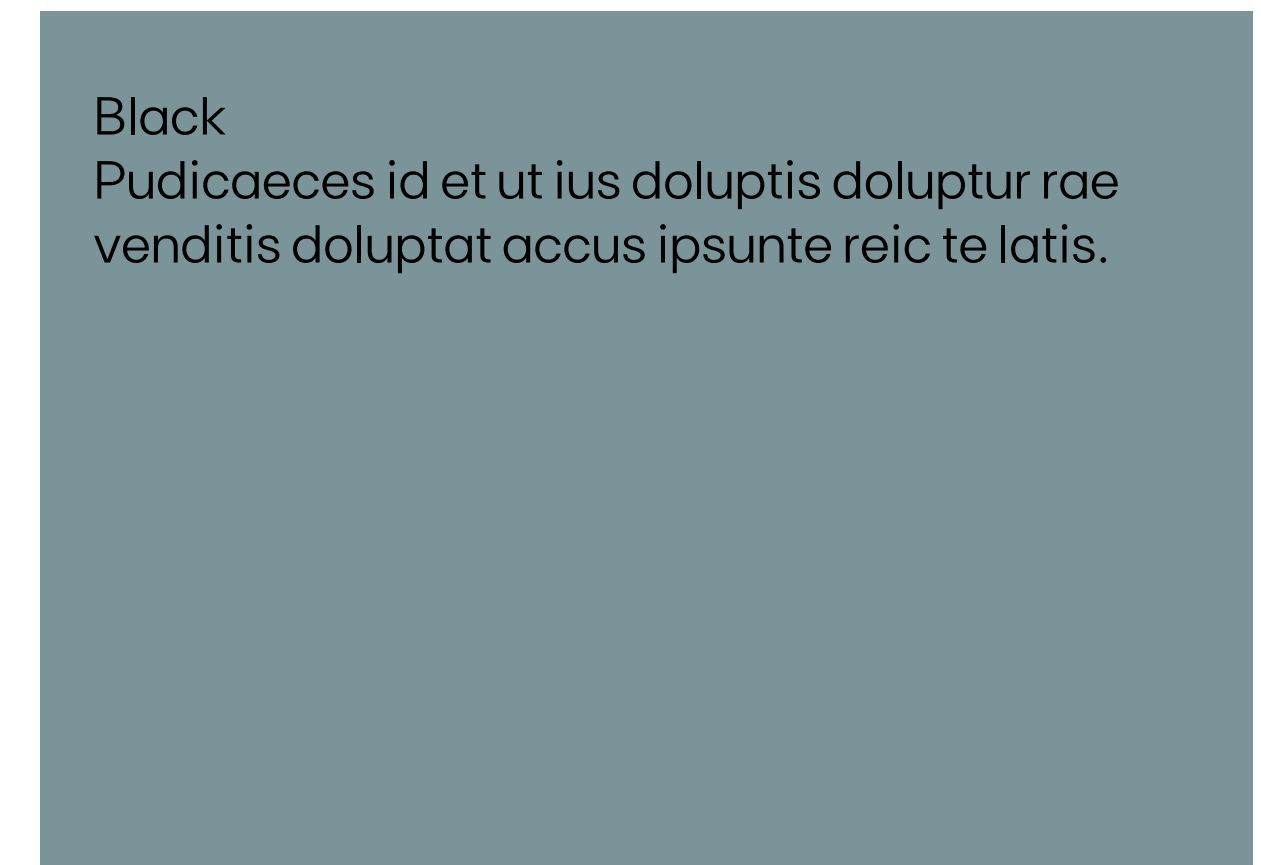 Black
Pudicaeces id et ut ius doluptis doluptur rae
venditis doluptat accus ipsunte reic te latis.